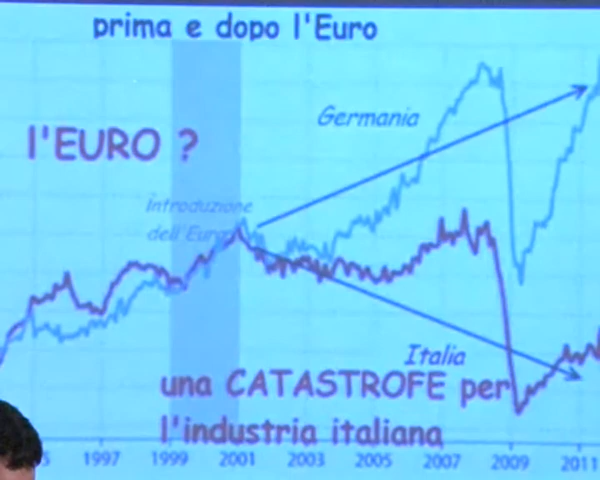 prima e dopo l'Euro
Germania
l'EURO ?
Introduzione
dell'Euro
Italia
una CATASTROFE per
l'industria italiana
5 1997 1999 2001 2003 2005 2007 2009 2011